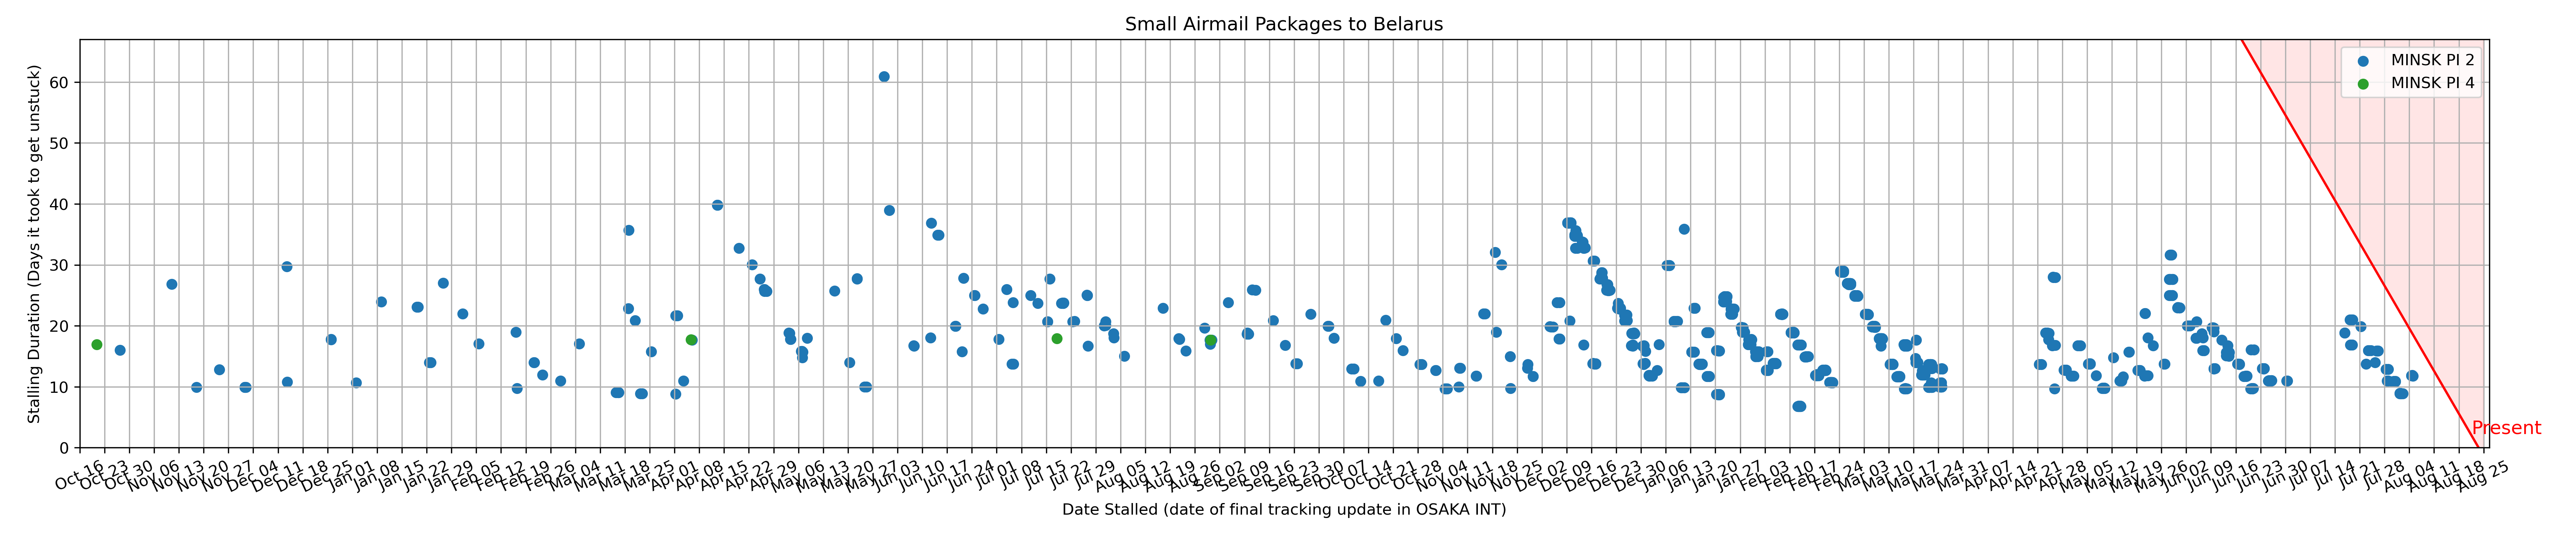 Small Airmail Packages to Belarus
Stalling Duration (Days it took to get unstuck)
60
50
40
30
20
10
0
MINSK PI 2
MINSK PI 4
Present
Oct 16
Oct 23
Oct 30
Nov 06
Nov 13
Nov 20
Nov 27
Dec 04
Dec 11
Dec 18
Dec 25
Jan 01
Jan 08
Jan 15
Jan 22
Jan 29
Feb 05
Feb 12
Feb 19
Feb 26
Mar 04
Mar 11
Mar 18
Mar 25
Apr 01
Apr 08
Apr 15
Apr 22
Apr 29
May 06
May 13
May 20
May 27
Jun 03
Jun 10
Jun 17
Jun 24
Jul 01
Jul 08
Jul 15
Jul 22
Jul 29
Aug 05
Aug 12
Aug 19
Aug 26
Sep 02
Sep 09
Sep 16
Sep 23
Sep 30
Oct 07
Oct 14
Oct 21
Oct 28
Nov 04
Nov 11
Nov 18
Nov 25
Dec 02
Dec 09
Dec 16
Dec 23
Dec 30
Jan 06
Jan 13
Jan 20
Jan 27
Feb 03
Feb 10
Feb 17
Feb 24
Mar 03
Mar 10
Mar 17
Mar 24
Mar 31
Apr 07
Apr 14
Apr 21
Apr 28
May 05
May 12
May 19
May 26
Jun 02
Jun 09
Jun 16
Jun 23
Jun 30
Jul 07
Jul 14
Jul 21
Jul 28
Aug 04
Aug 11
Aug 18
Aug 25
Date Stalled (date of final tracking update in OSAKA INT)